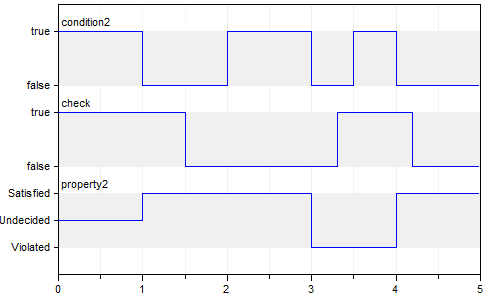 condition2
true
false
check
true
false
property2
Satisfied
Undecided
Violated
0 1 2 3 4 5